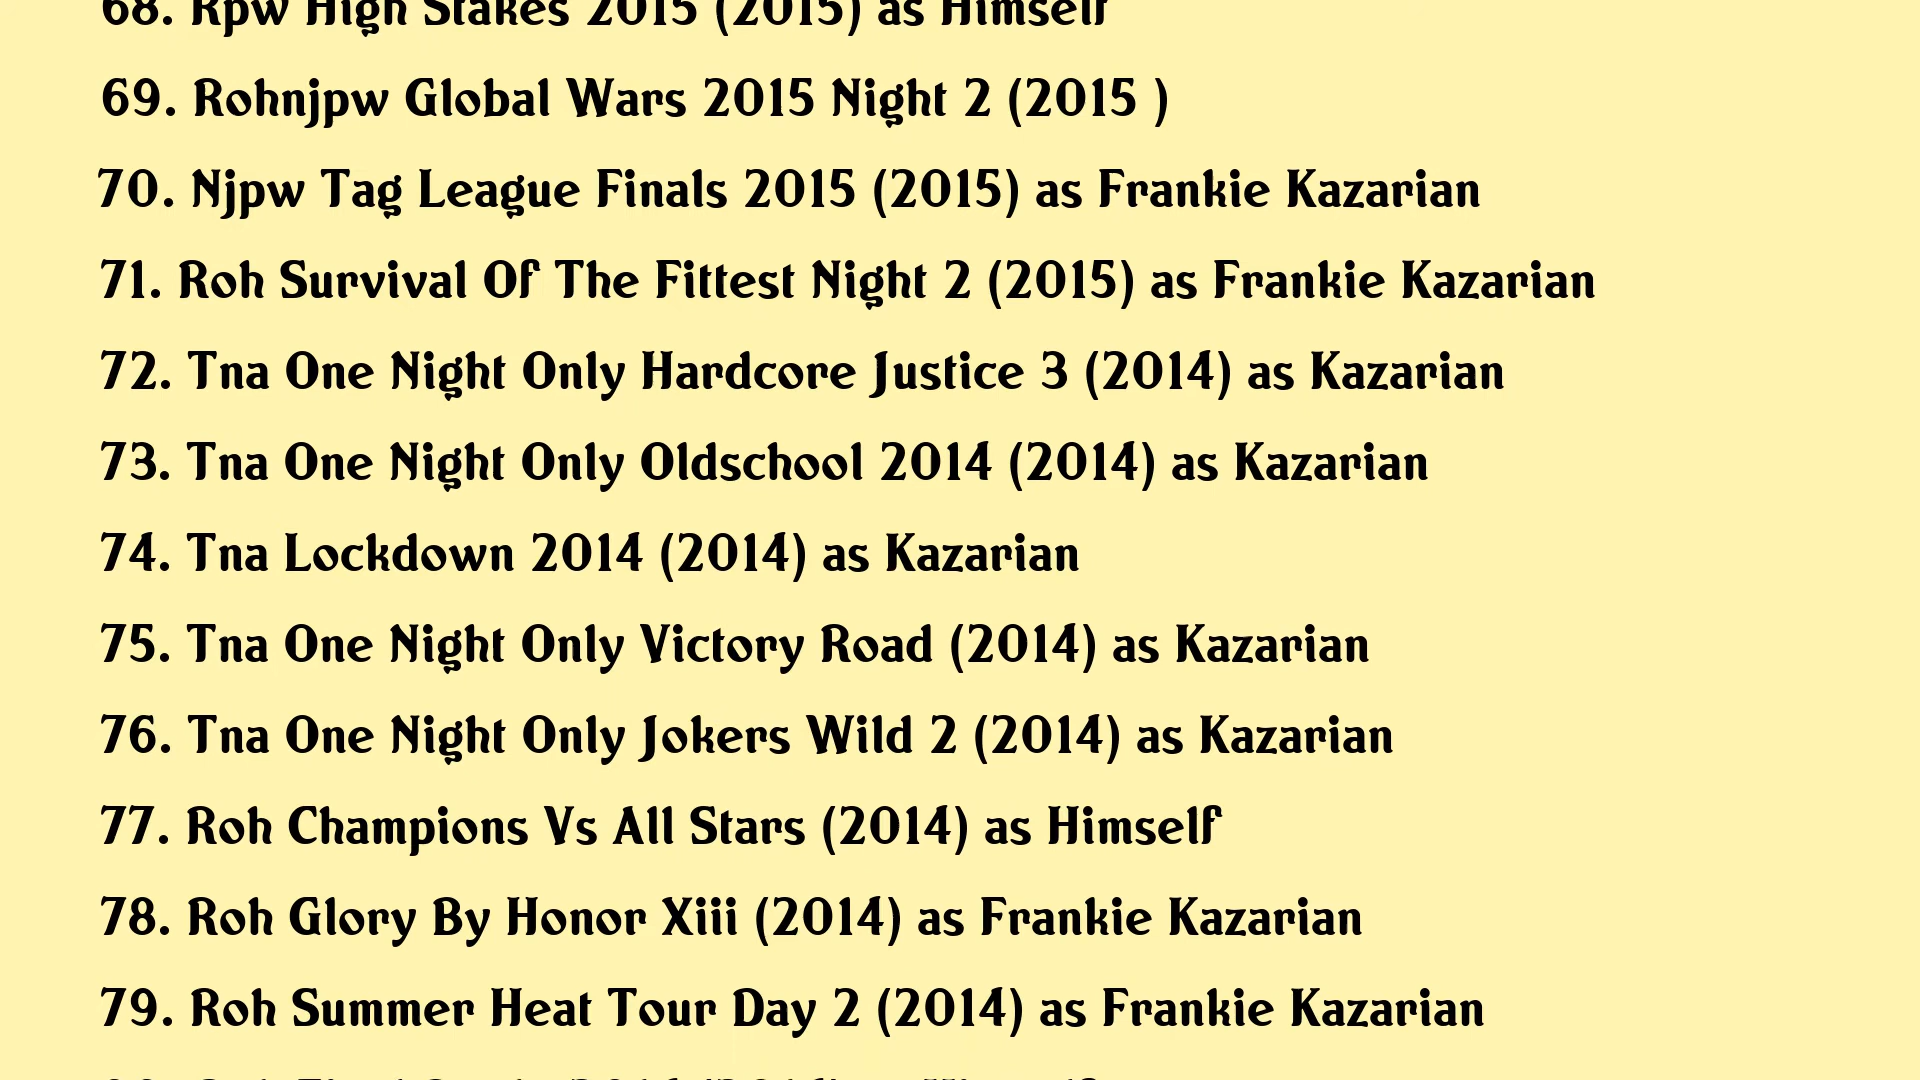 68. Rpw High Stakes 2015 (2015) as Himself
69. Rohnjpw Global Wars 2015 Night 2 (2015 )
70. Njpw Tag League Finals 2015 (2015) as Frankie Kazarian
71. Roh Survival Of The Fittest Night 2 (2015) as Frankie Kazarian
72. Tna One Night Only Hardcore Justice 3 (2014) as Kazarian
73. Tna One Night Only Oldschool 2014 (2014) as Kazarian
74. Tna Lockdown 2014 (2014) as Kazarian
75. Tna One Night Only Victory Road (2014) as Kazarian
76. Tna One Night Only Jokers Wild 2 (2014) as Kazarian
77. Roh Champions Vs All Stars (2014) as Himself
78. Roh Glory By Honor Xiii (2014) as Frankie Kazarian
79. Roh Summer Heat Tour Day 2 (2014) as Frankie Kazarian